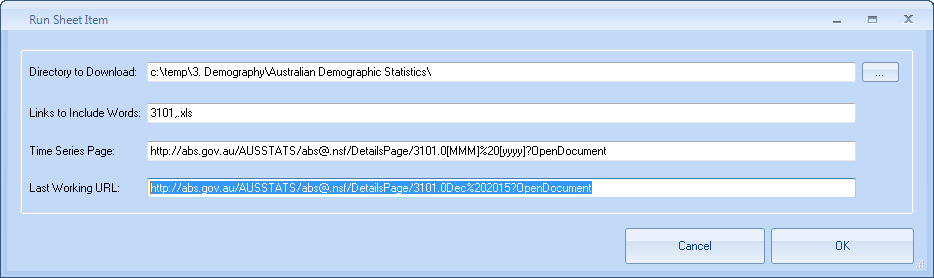 Run Sheet Item
Directory to Download: c:\temp\3. Demography\Australian Demographic Statistics\ ...
Links to Include Words: 3101,.xls
Time Series Page: http://abs.gov.au/AUSSTATS/abs@.nsf/DetailsPage/3101.0[MMM]%20[yyyy]?OpenDocument
Last Working URL: http://abs.gov.au/AUSSTATS/abs@.nsf/DetailsPage/3101.0Dec%202015?OpenDocument
Cancel OK